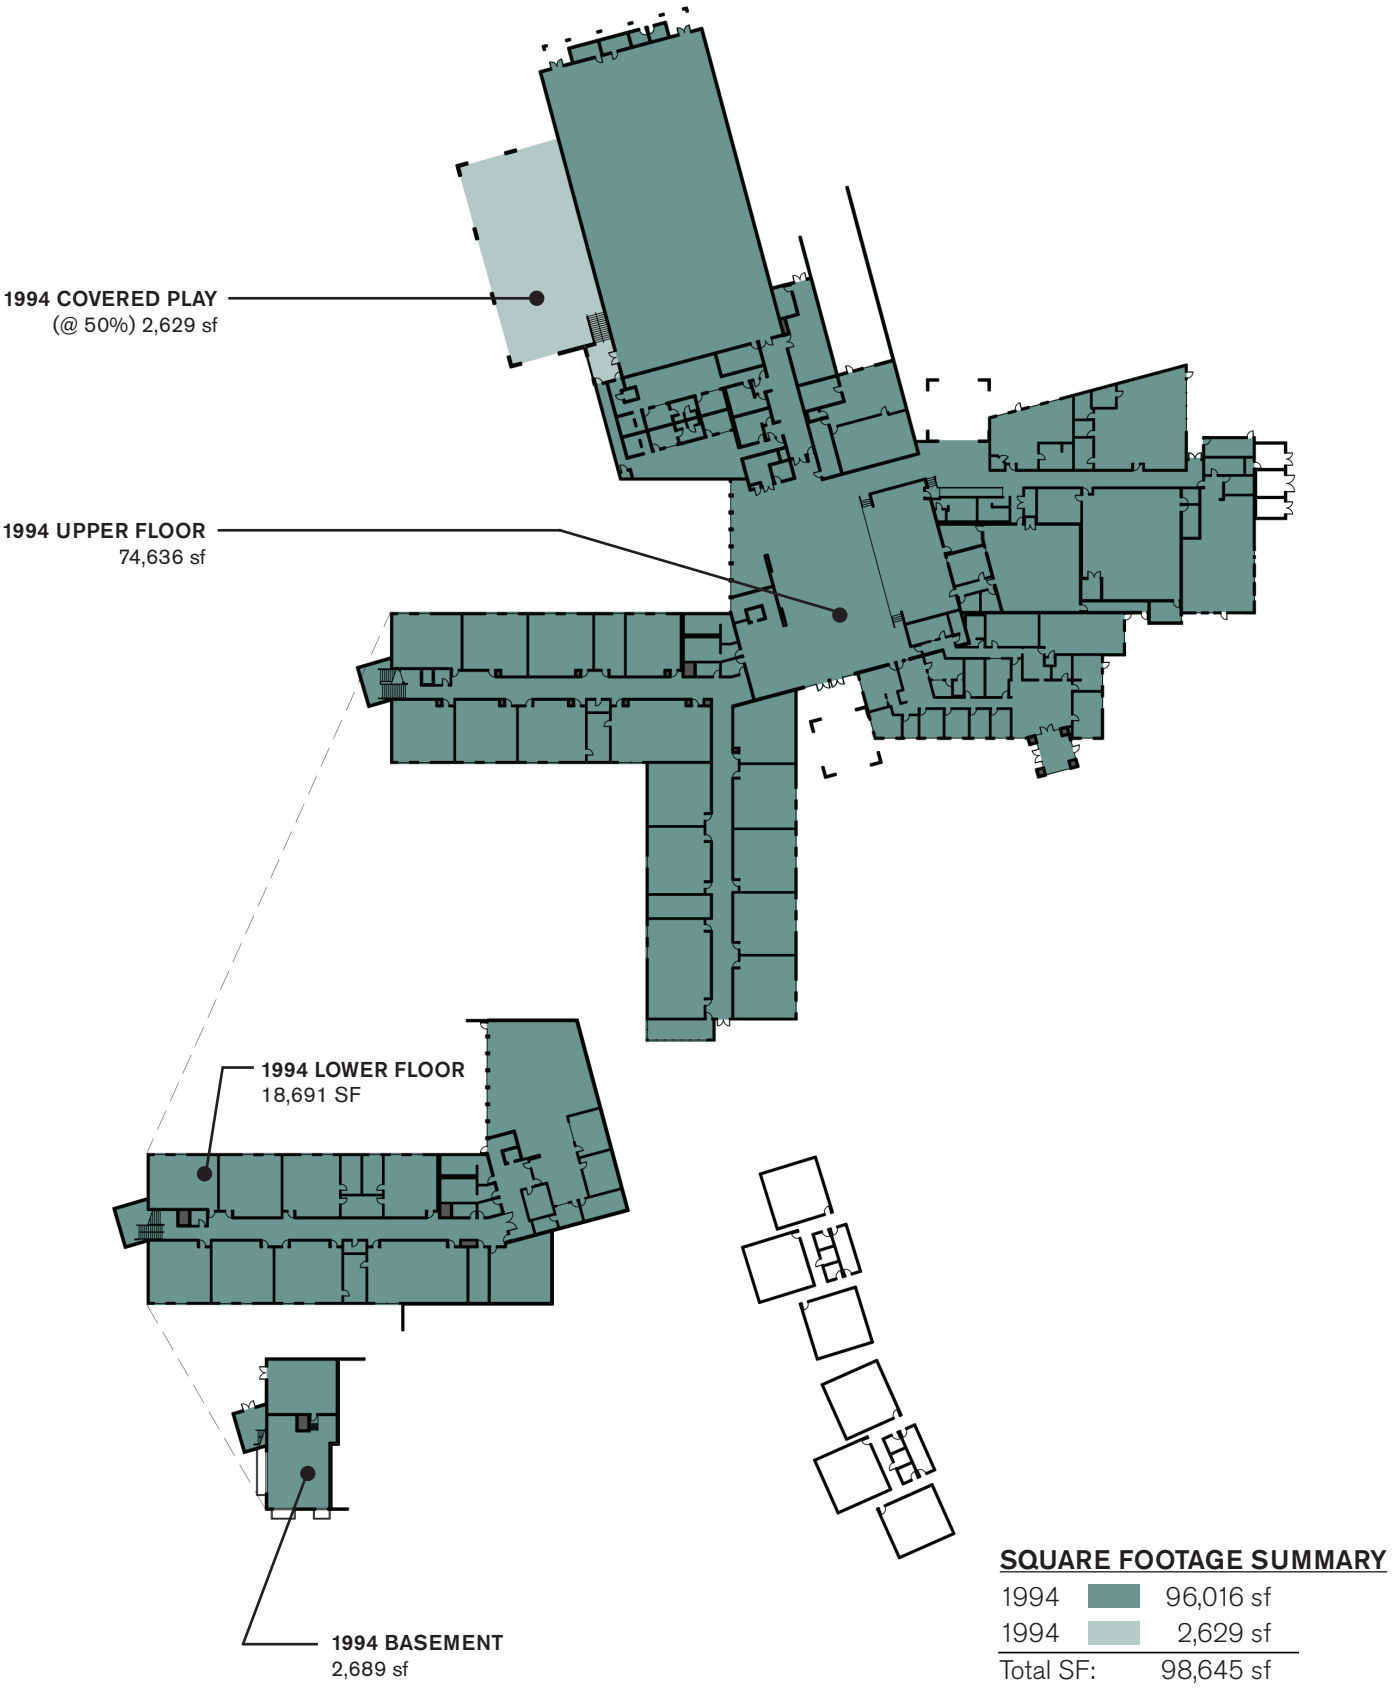 1994 COVERED PLAY
(@ 50%) 2,629 sf
1994 UPPER FLOOR
74,636 sf
1994 LOWER FLOOR
18,691 SF
1994 BASEMENT
2,689 sf
SQUARE FOOTAGE SUMMARY
1994 96,016 sf
1994 2,629 sf
Total SF: 98,645 sf